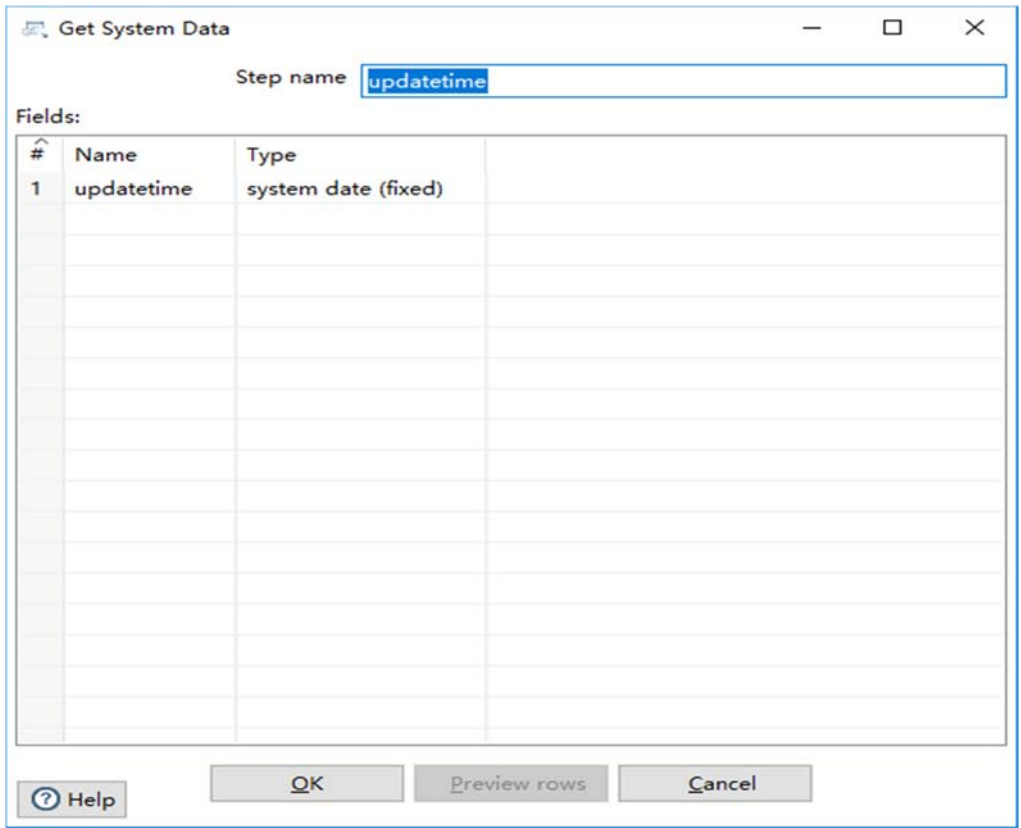 Get System Data
Step name updatetime
Fields:
# Name Type
1 updatetime system date (fixed)
OK Preview rows Cancel
Help